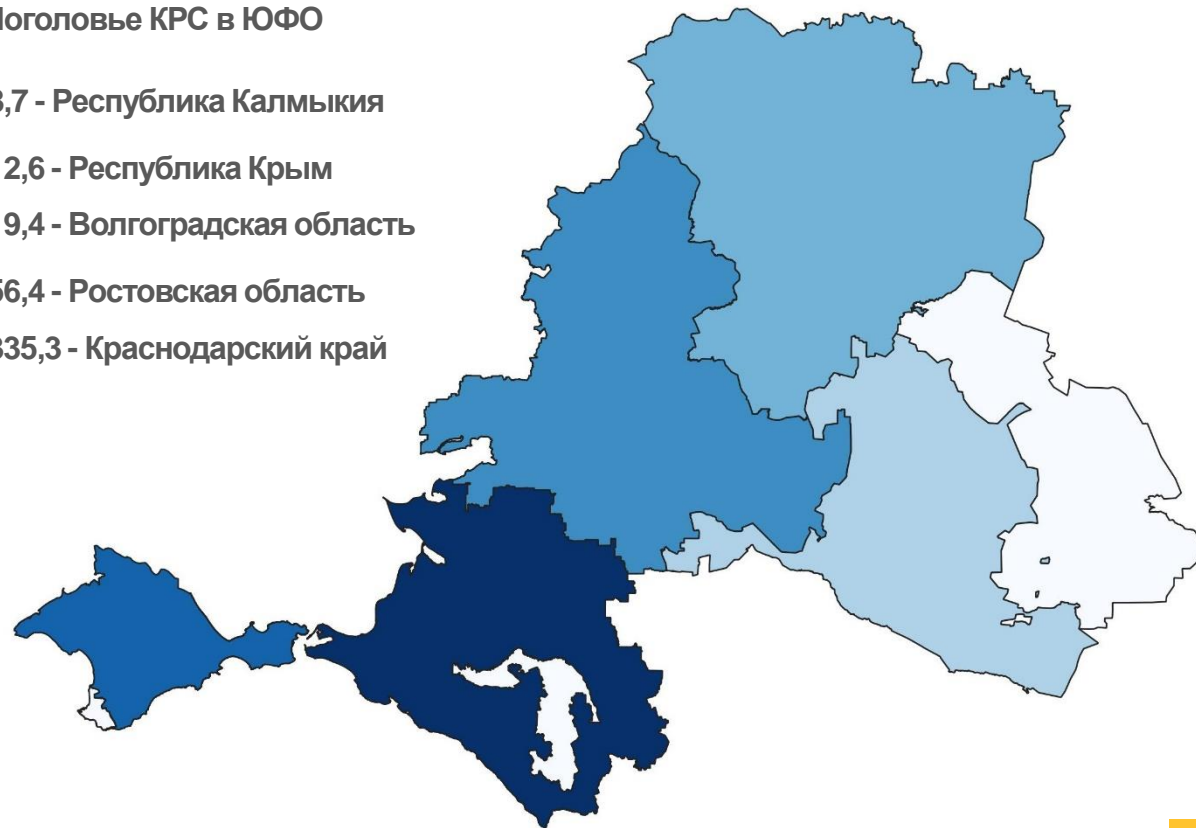 Поголовье КРС в ЮФО
3,7 - Республика Калмыкия
2,6 - Республика Крым
9,4 - Волгоградская область
56,4 - Ростовская область
335,3 - Краснодарский край